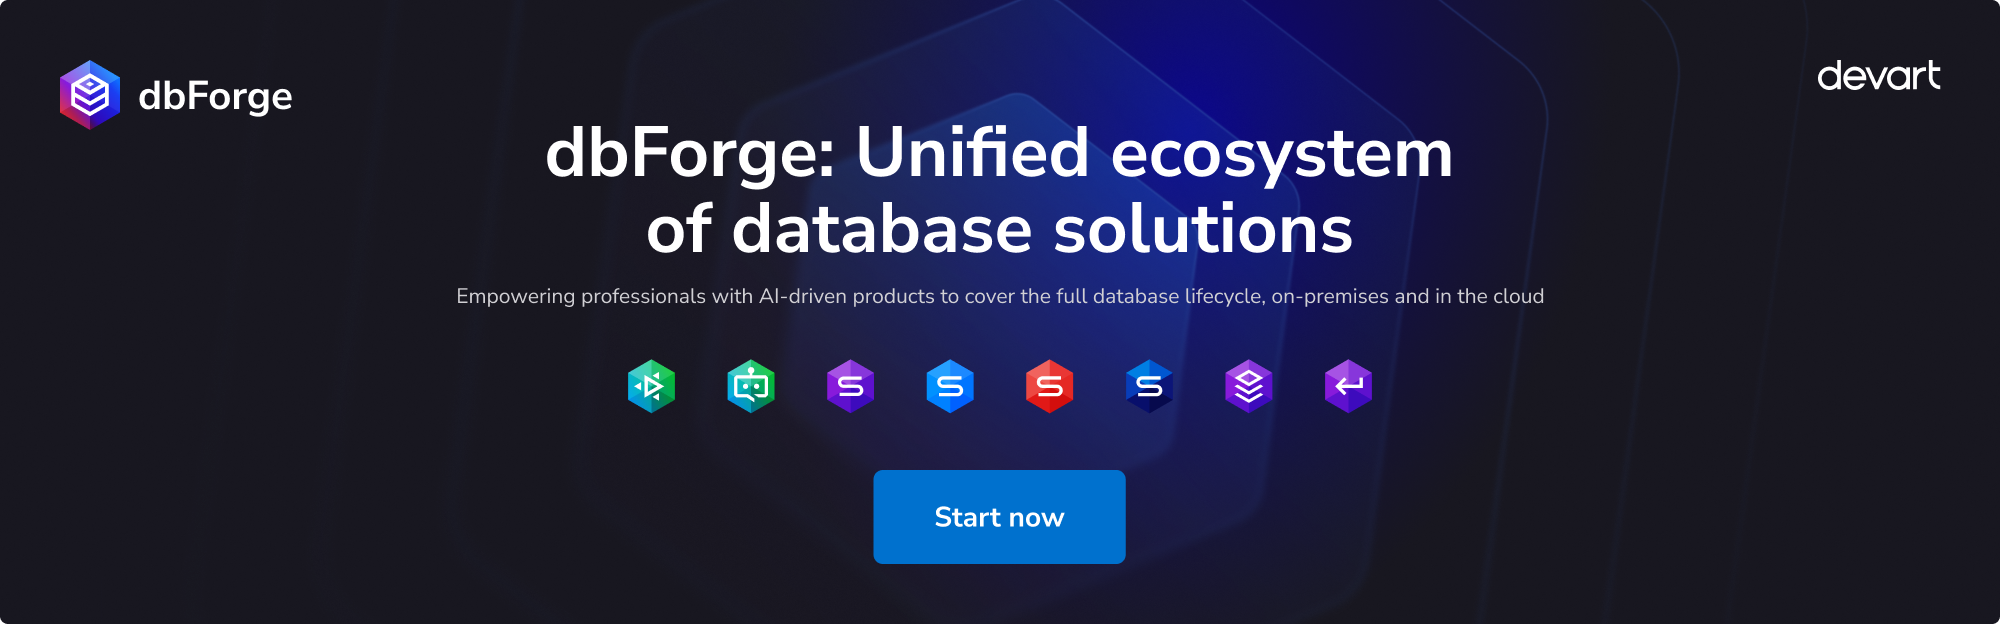 dbForge
devart
dbForge: Unified ecosystem
of database solutions
Empowering professionals with AI-driven products to cover the full database lifecycle, on-premises and in the cloud
Start now